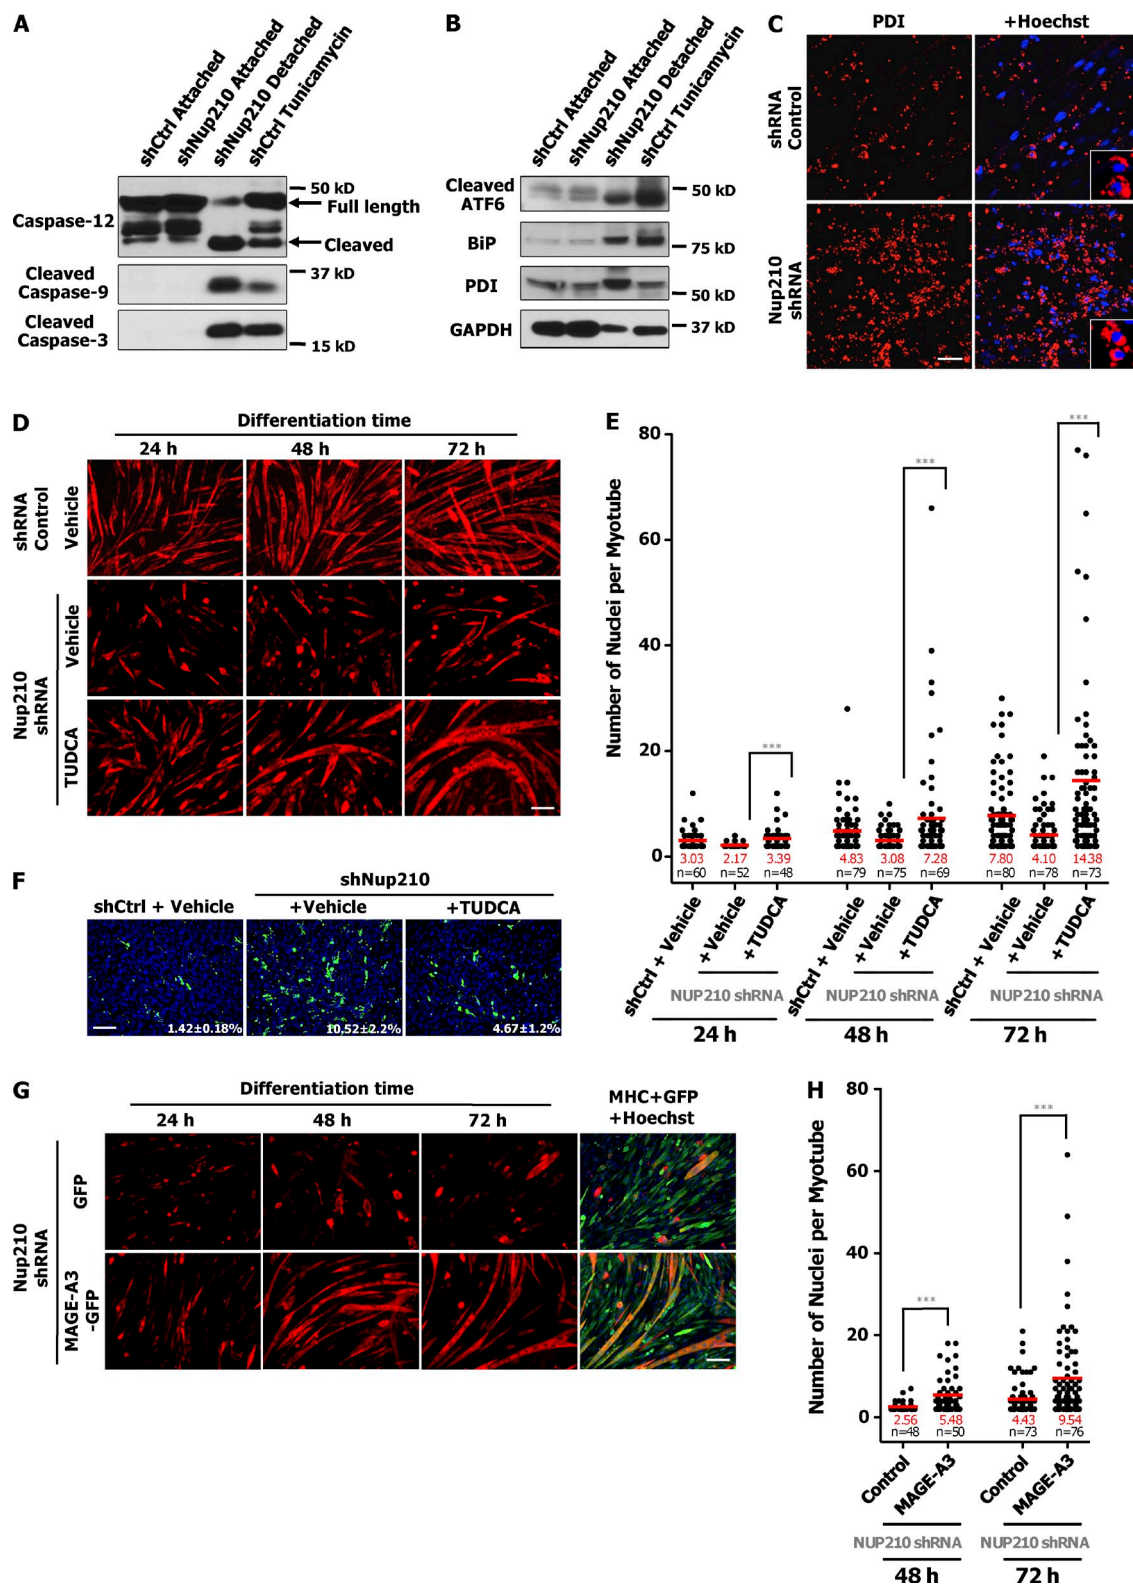 A
shCtrl Attached
shNup210 Attached
shNup210 Detached
shCtrl Tunicamycin
50 kD
Full length
Caspase-12
Cleaved
37 kD
Cleaved
Caspase-9
Cleaved
Caspase-3
15 kD
B
shCtrl Attached
shNup210 Attached
shNup210 Detached
shCtrl Tunicamycin
Cleaved
ATF6
50 kD
BiP
75 kD
PDI
50 kD
GAPDH
37 kD
C
PDI
+Hoechst
shRNA
Control
Nup210
shRNA
D
Differentiation time
24 h
48 h
72 h
shRNA
Control
Vehicle
Nup210
shRNA
Vehicle
TUDCA
E
Number of Nuclei per Myotube
80
60
40
20
0
***
***
***
3.03
2.17
3.39
4.83
3.08
7.28
7.80
4.10
1438
n=60
n=52
n=48
n=79
n=75
n=69
n=80
n=78
n=73
shCtrl + Vehicle
+Vehicle
+TUDCA
shCtrl + Vehicle
+Vehicle
+TUDCA
shCtrl + Vehicle
+Vehicle
+TUDCA
NUP210 shRNA
NUP210 shRNA
NUP210 shRNA
24 h
48 h
72 h
F
shNup210
shCtrl + Vehicle
+Vehicle
+TUDCA
1.42±0.18%
10.52±2.2%
4.67±1.2%
G
Differentiation time
24 h
48 h
72 h
MHC+GFP
+Hoechst
Nup210
shRNA
GFP
MAGE-A3
-GFP
H
Number of Nuclei per Myotube
80
60
40
20
0
***
***
2.56
5.48
4.43
9.54
n=48
n=50
n=73
n=76
Control
MAGE-A3
Control
MAGE-A3
NUP210 shRNA
NUP210 shRNA
48 h
72 h